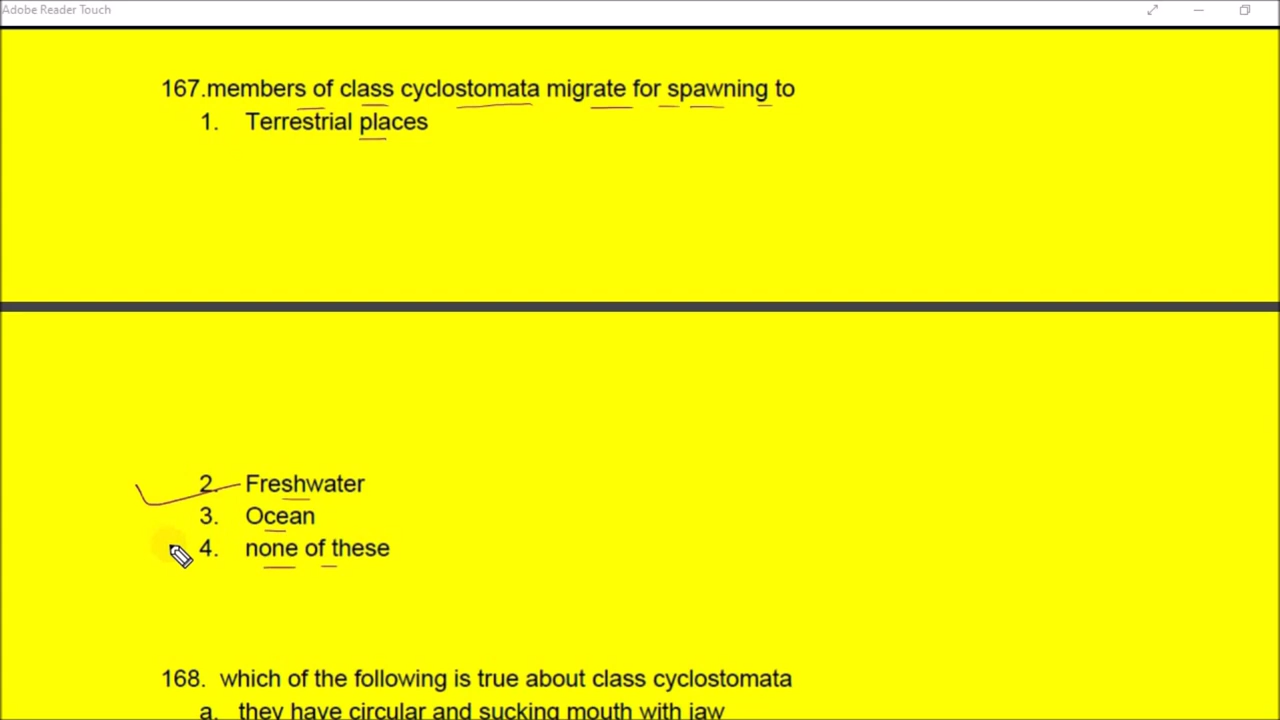 Adobe Reader Touch
167.members of class cyclostomata migrate for spawning to
1. Terrestrial places
2. Freshwater
3. Ocean
4. none of these
168. which of the following is true about class cyclostomata
a. they have circular and sucking mouth with jaw